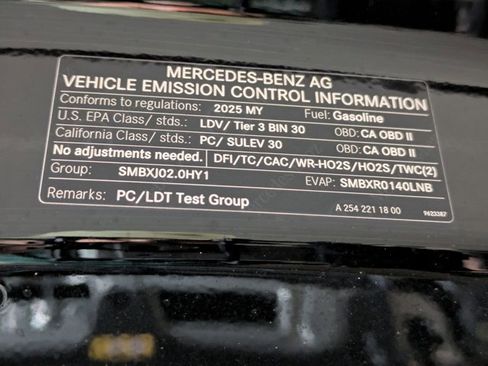 MERCEDES-BENZ AG
VEHICLE EMISSION CONTROL INFORMATION
Conforms to regulations: 2025 MY Fuel: Gasoline
U.S. EPA Class/ stds.: LDV/ Tier 3 BIN 30 OBD: CA OBD II
California Class/ stds.: PC/ SULEV 30 OBD: CA OBD II
No adjustments needed. DFI/TC/CAC/WR-HO2S/HO2S/TWC(2)
Group: SMBXJ02.0HY1 EVAP: SMBXR0140LNB
Remarks: PC/LDT Test Group A 254 221 18 00 9423387